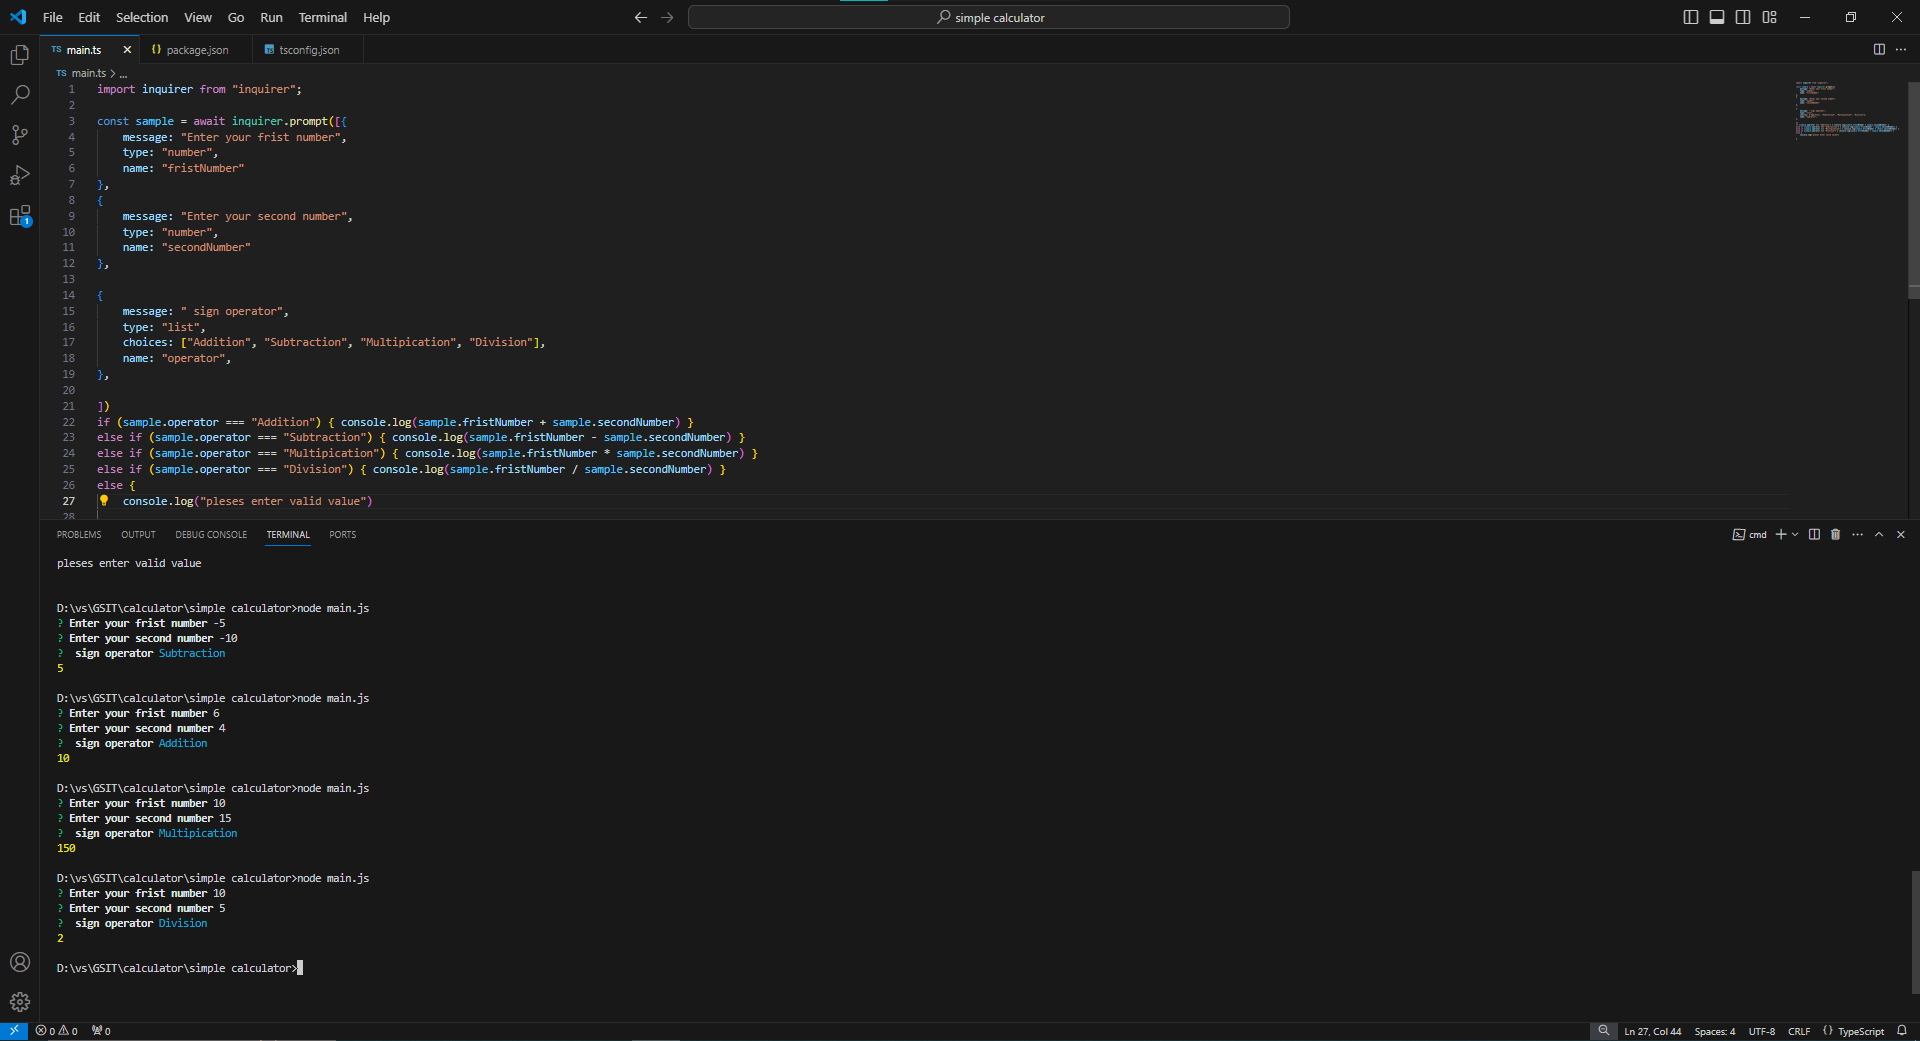 File Edit Selection View Go Run Terminal Help
simple calculator
TS main.ts
{} package.json
TS tsconfig.json
TS main.ts > ...
1 import inquirer from "inquirer";
2
3 const sample = await inquirer.prompt([{
4 message: "Enter your frist number",
5 type: "number",
6 name: "fristNumber"
7 },
8 {
9 message: "Enter your second number",
10 type: "number",
11 name: "secondNumber"
12 },
13
14 {
15 message: " sign operator",
16 type: "list",
17 choices: ["Addition", "Subtraction", "Multipication", "Division"],
18 name: "operator",
19 },
20
21 ])
22 if (sample.operator === "Addition") { console.log(sample.fristNumber + sample.secondNumber) }
23 else if (sample.operator === "Subtraction") { console.log(sample.fristNumber - sample.secondNumber) }
24 else if (sample.operator === "Multipication") { console.log(sample.fristNumber * sample.secondNumber) }
25 else if (sample.operator === "Division") { console.log(sample.fristNumber / sample.secondNumber) }
26 else {
27 console.log("pleses enter valid value")
28
1
PROBLEMS OUTPUT DEBUG CONSOLE TERMINAL PORTS
cmd
pleses enter valid value
D:\vs\GSIT\calculator\simple calculator>node main.js
? Enter your frist number -5
? Enter your second number -10
? sign operator Subtraction
5
D:\vs\GSIT\calculator\simple calculator>node main.js
? Enter your frist number 6
? Enter your second number 4
? sign operator Addition
10
D:\vs\GSIT\calculator\simple calculator>node main.js
? Enter your frist number 10
? Enter your second number 15
? sign operator Multipication
150
D:\vs\GSIT\calculator\simple calculator>node main.js
? Enter your frist number 10
? Enter your second number 5
? sign operator Division
2
D:\vs\GSIT\calculator\simple calculator>
0 0 0
Ln 27, Col 44 Spaces: 4 UTF-8 CRLF {} TypeScript